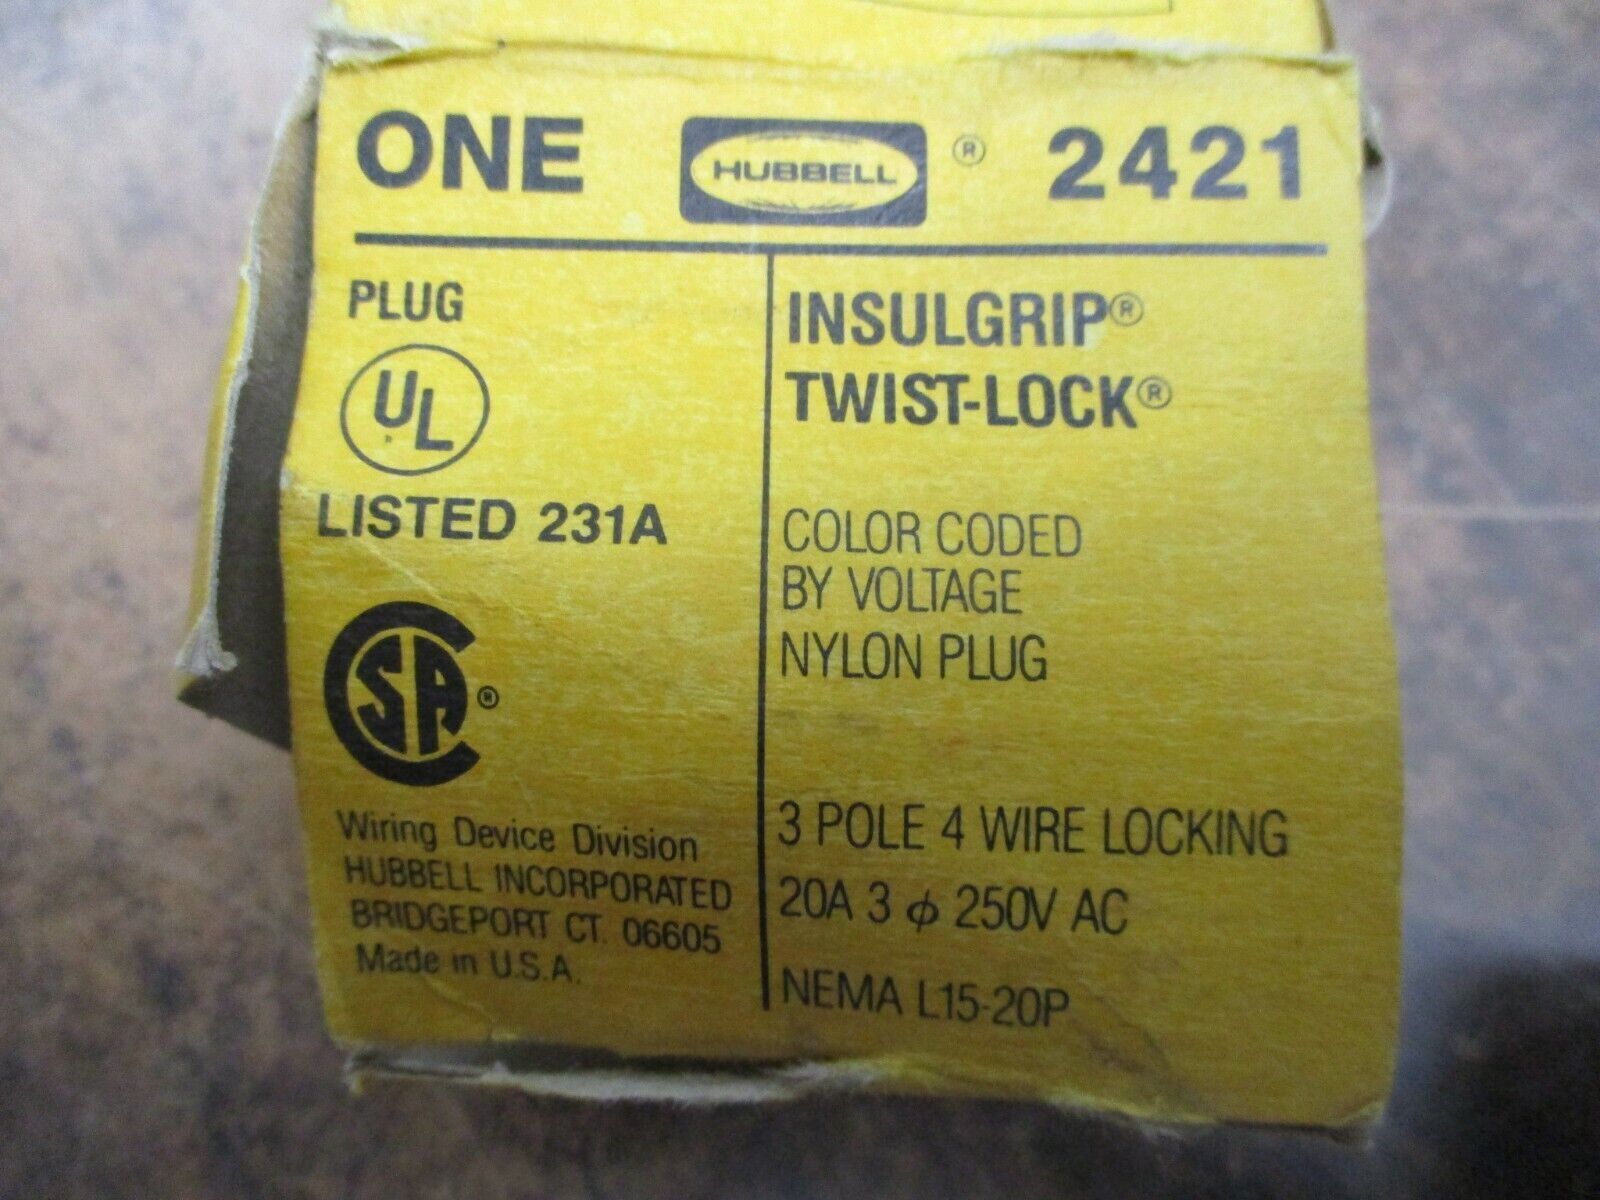 ONE HUBBELL ® 2421
PLUG
UL
LISTED 231A
CSA ®
Wiring Device Division
HUBBELL INCORPORATED
BRIDGEPORT CT. 06605
Made in U.S.A.
INSULGRIP®
TWIST-LOCK®
COLOR CODED
BY VOLTAGE
NYLON PLUG
3 POLE 4 WIRE LOCKING
20A 3 ϕ 250V AC
NEMA L15-20P